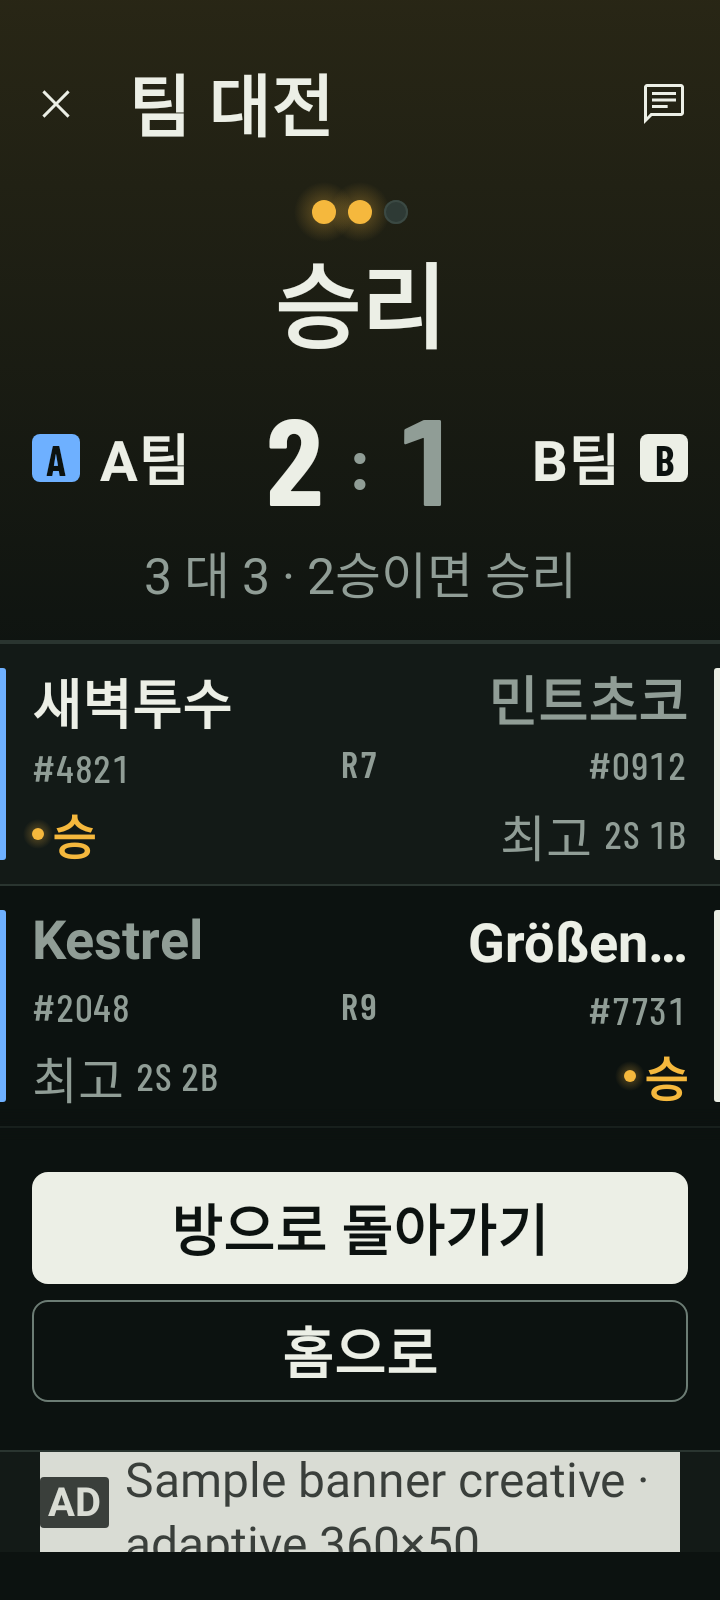 팀 대전
승리
A A팀 2 : 1 B팀 B
3 대 3 · 2승이면 승리
새벽투수 민트초코
#4821 R7 #0912
승 최고 2S 1B
Kestrel Größen…
#2048 R9 #7731
최고 2S 2B 승
방으로 돌아가기
홈으로
AD Sample banner creative ·
adaptive 360×50